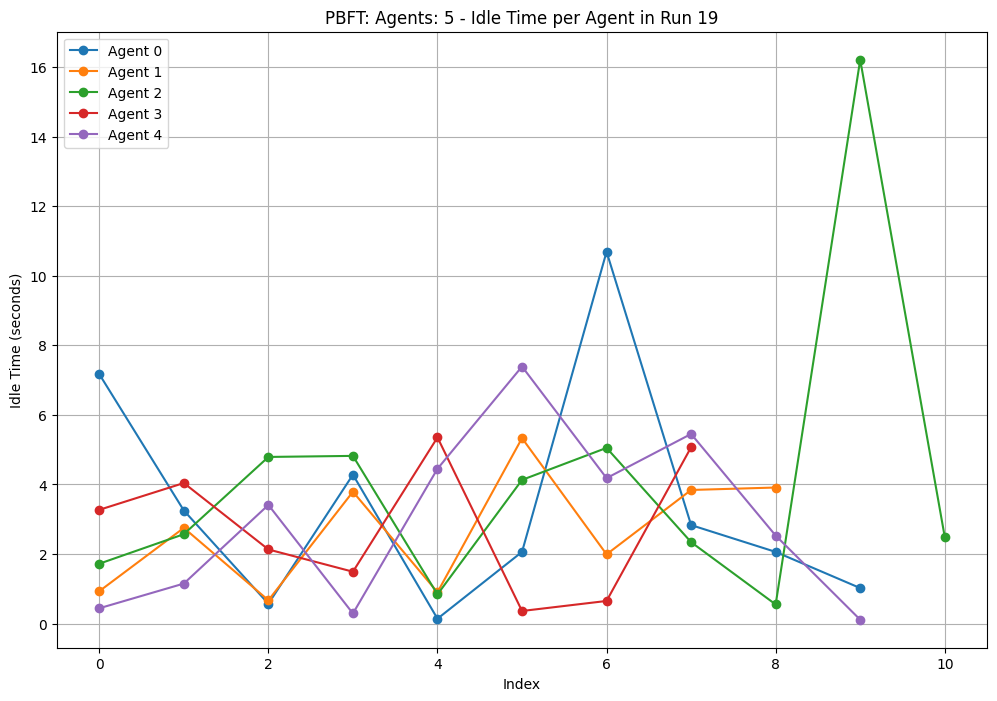 PBFT: Agents: 5 - Idle Time per Agent in Run 19
Agent 0
Agent 1
Agent 2
Agent 3
Agent 4
Idle Time (seconds)
16
14
12
10
8
6
4
2
0
0 2 4 6 8 10
Index